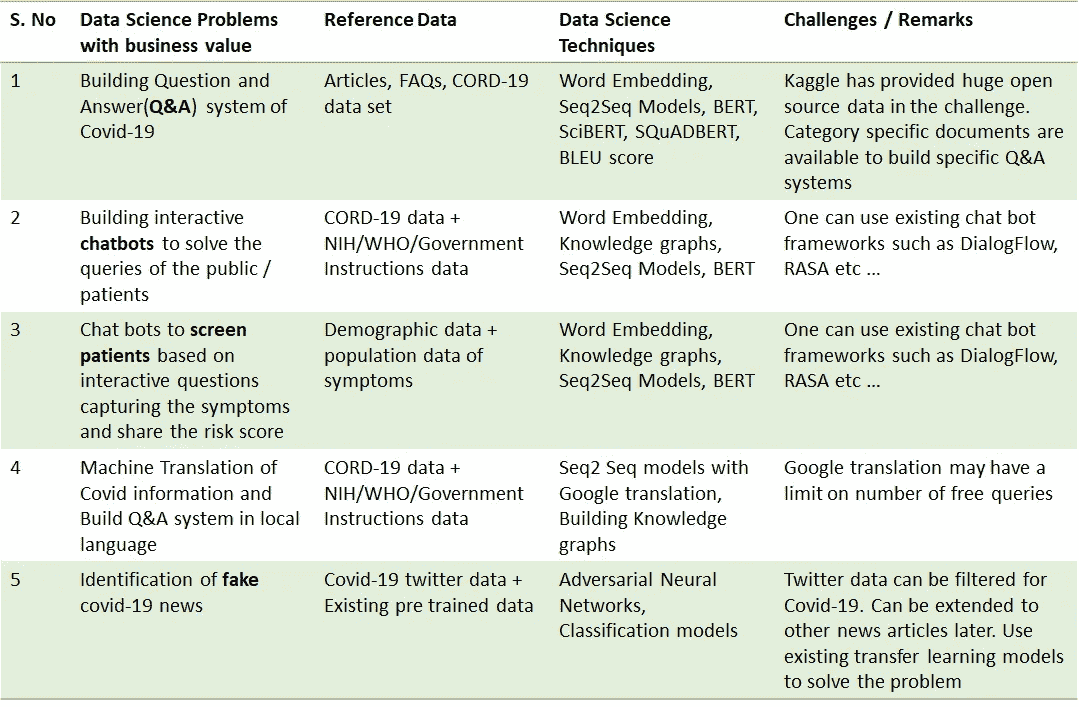 S. No
Data Science Problems
with business value
Reference Data
Data Science
Techniques
Challenges / Remarks
1
Building Question and
Answer(Q&A) system of
Covid-19
Articles, FAQs, CORD-19
data set
Word Embedding,
Seq2Seq Models, BERT,
SciBERT, SQuADBERT,
BLEU score
Kaggle has provided huge open
source data in the challenge.
Category specific documents are
available to build specific Q&A
systems
2
Building interactive
chatbots to solve the
queries of the public /
patients
CORD-19 data +
NIH/WHO/Government
Instructions data
Word Embedding,
Knowledge graphs,
Seq2Seq Models, BERT
One can use existing chat bot
frameworks such as DialogFlow,
RASA etc ...
3
Chat bots to screen
patients based on
interactive questions
capturing the symptoms
and share the risk score
Demographic data +
population data of
symptoms
Word Embedding,
Knowledge graphs,
Seq2Seq Models, BERT
One can use existing chat bot
frameworks such as DialogFlow,
RASA etc ...
4
Machine Translation of
Covid information and
Build Q&A system in local
language
CORD-19 data +
NIH/WHO/Government
Instructions data
Seq2 Seq models with
Google translation,
Building Knowledge
graphs
Google translation may have a
limit on number of free queries
5
Identification of fake
covid-19 news
Covid-19 twitter data +
Existing pre trained data
Adversarial Neural
Networks,
Classification models
Twitter data can be filtered for
Covid-19. Can be extended to
other news articles later. Use
existing transfer learning models
to solve the problem